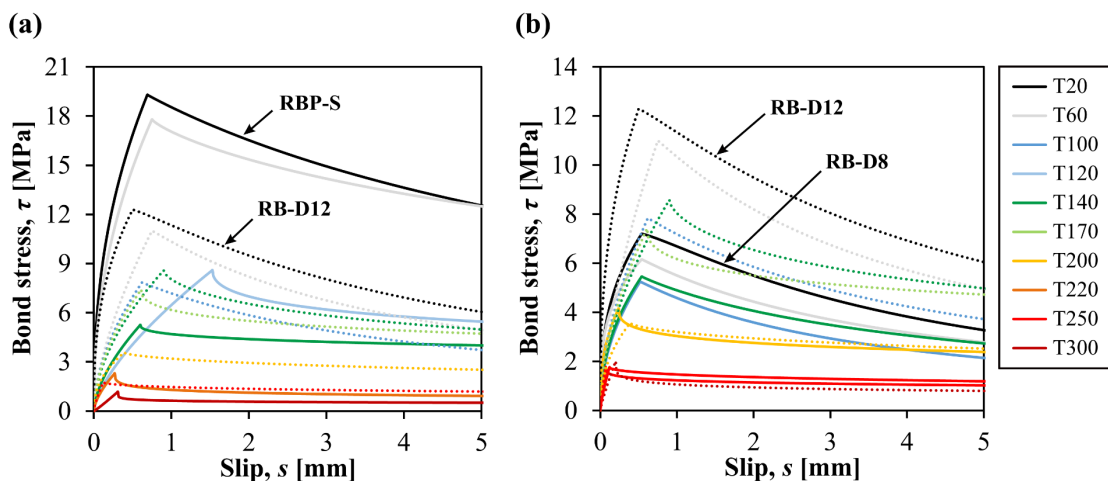 (a)
21
18
15
12
9
6
3
0
Bond stress, τ [MPa]
RBP-S
RB-D12
0 1 2 3 4 5
Slip, s [mm]
(b)
14
12
10
8
6
4
2
0
Bond stress, τ [MPa]
RB-D12
RB-D8
0 1 2 3 4 5
Slip, s [mm]
T20
T60
T100
T120
T140
T170
T200
T220
T250
T300